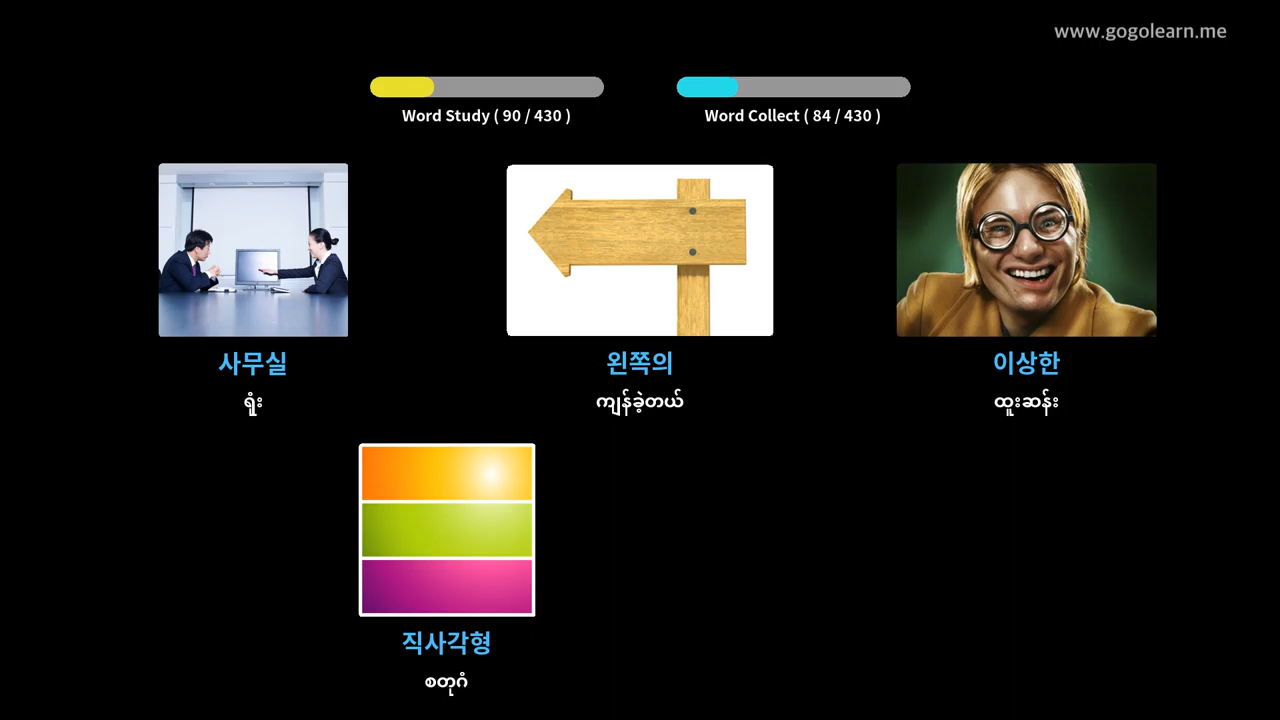 www.gogolearn.me
Word Study ( 90 / 430 )
Word Collect ( 84 / 430 )
사무실
ရုံး
왼쪽의
ကျန်ခဲ့တယ်
이상한
ထူးဆန်း
직사각형
စတုဂံ